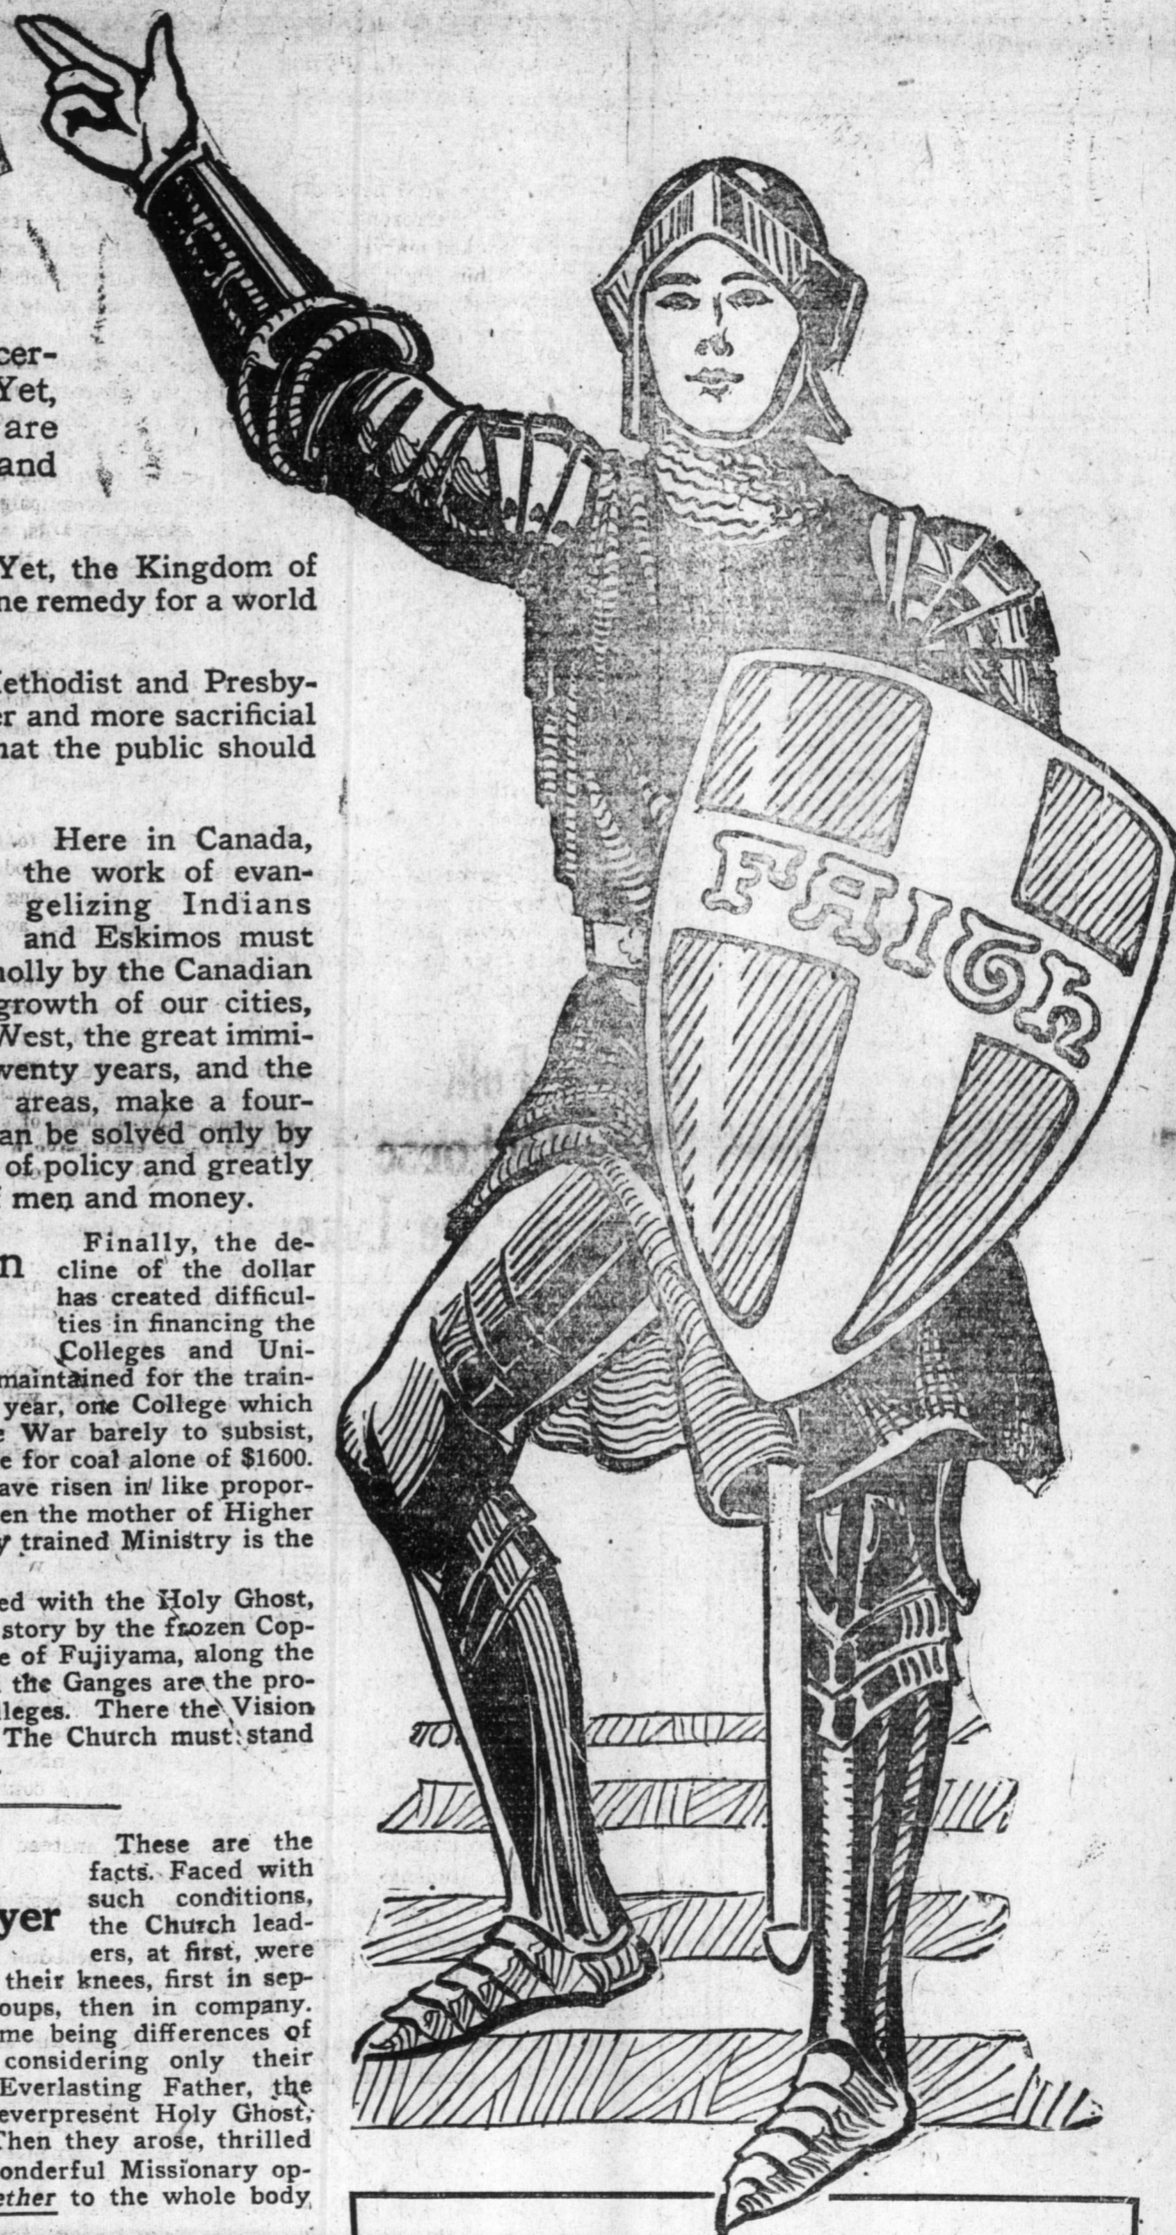 cer-
Yet,
are
and
Yet, the Kingdom of
ne remedy for a world
ethodist and Presby-
er and more sacrificial
hat the public should
Here in Canada,
the work of evan-
gelizing Indians
and Eskimos must
holly by the Canadian
growth of our cities,
West, the great immi-
wenty years, and the
areas, make a four-
an be solved only by
of policy and greatly
f men and money.
n
Finally, the de-
cline of the dollar
has created difficul-
ties in financing the
Colleges and Uni-
maintained for the train-
year, one College which
e War barely to subsist,
e for coal alone of $1600.
ave risen in like propor-
en the mother of Higher
y trained Ministry is the
ed with the Holy Ghost,
story by the frozen Cop-
e of Fujiyama, along the
the Ganges are the pro-
lleges. There the Vision
The Church must stand
yer
These are the
facts. Faced with
such conditions,
the Church lead-
ers, at first, were
their knees, first in sep-
oups, then in company.
me being differences of
considering only their
Everlasting Father, the
everpresent Holy Ghost,
Then they arose, thrilled
onderful Missionary op-
ether to the whole body
FAITH